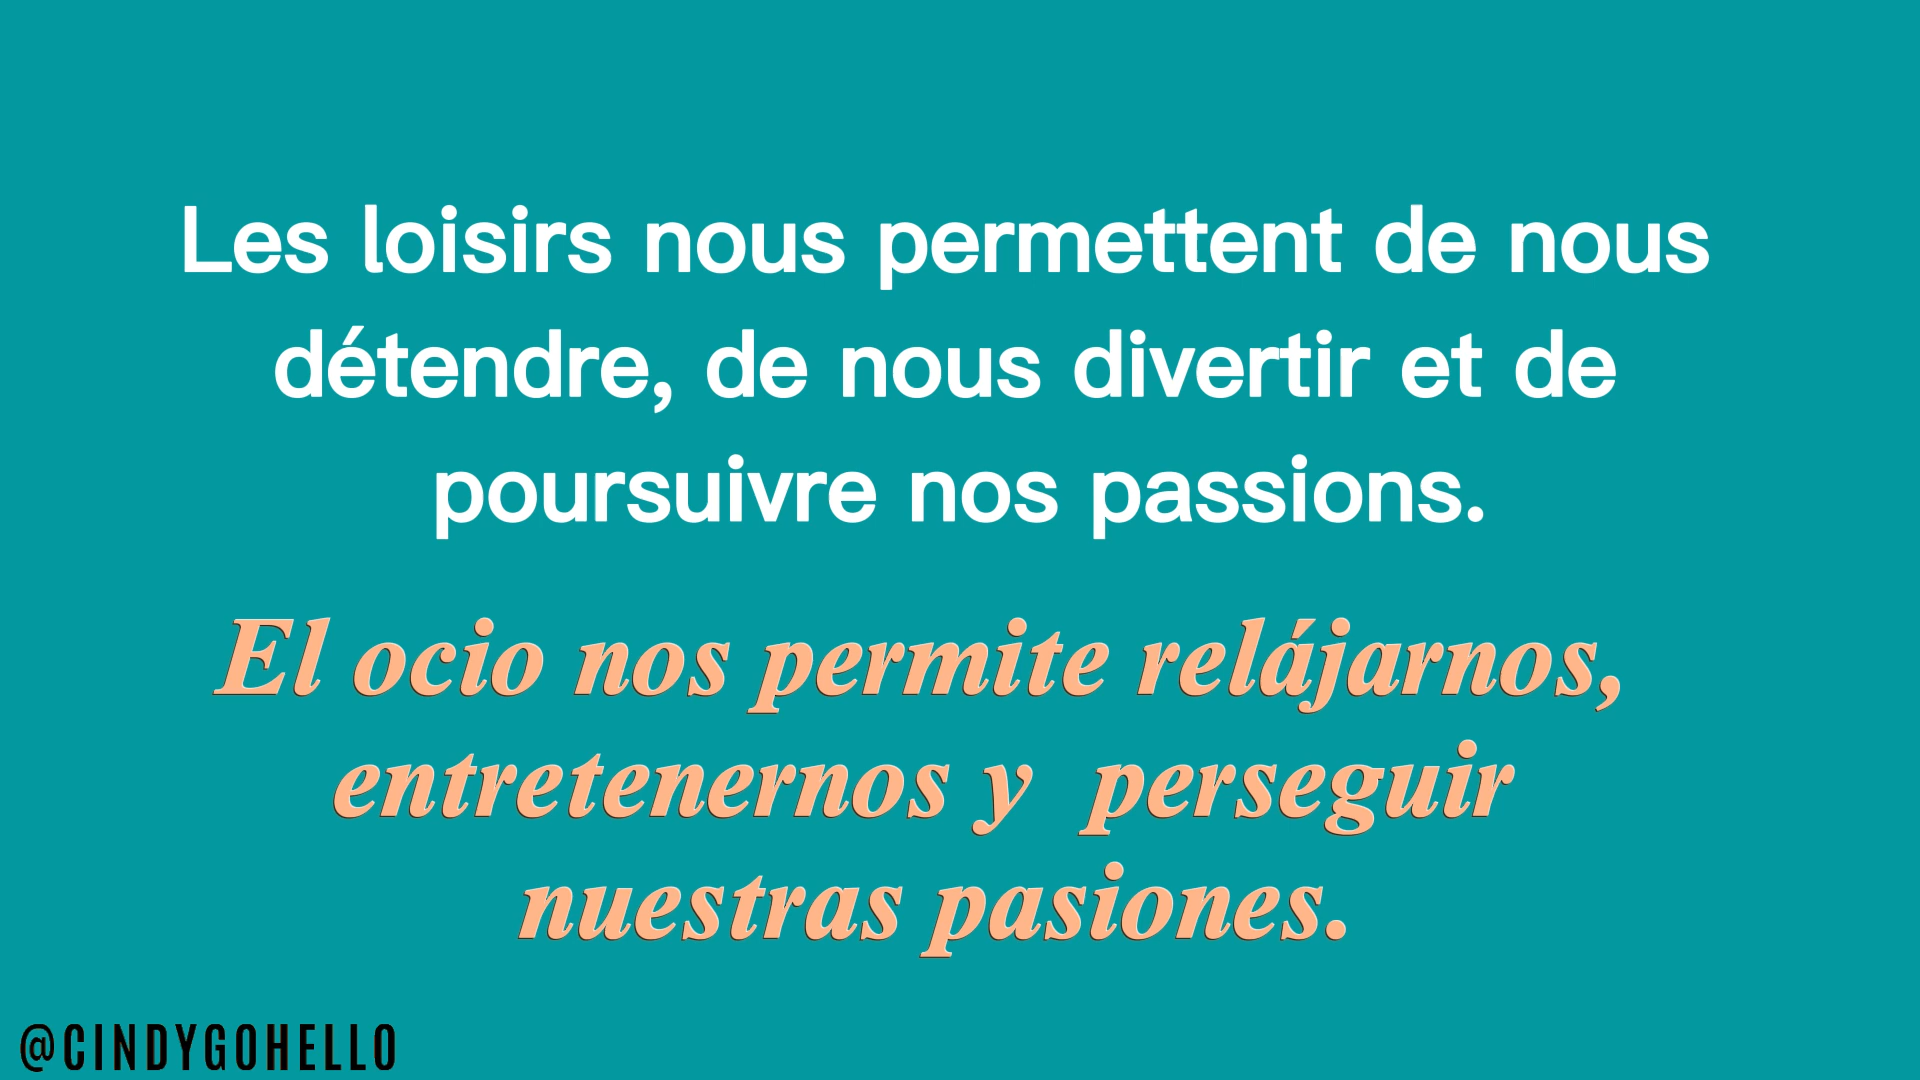 Les loisirs nous permettent de nous
détendre, de nous divertir et de
poursuivre nos passions.
El ocio nos permite relájarnos,
entretenernos y  perseguir
nuestras pasiones.
@CINDYGOHELLO